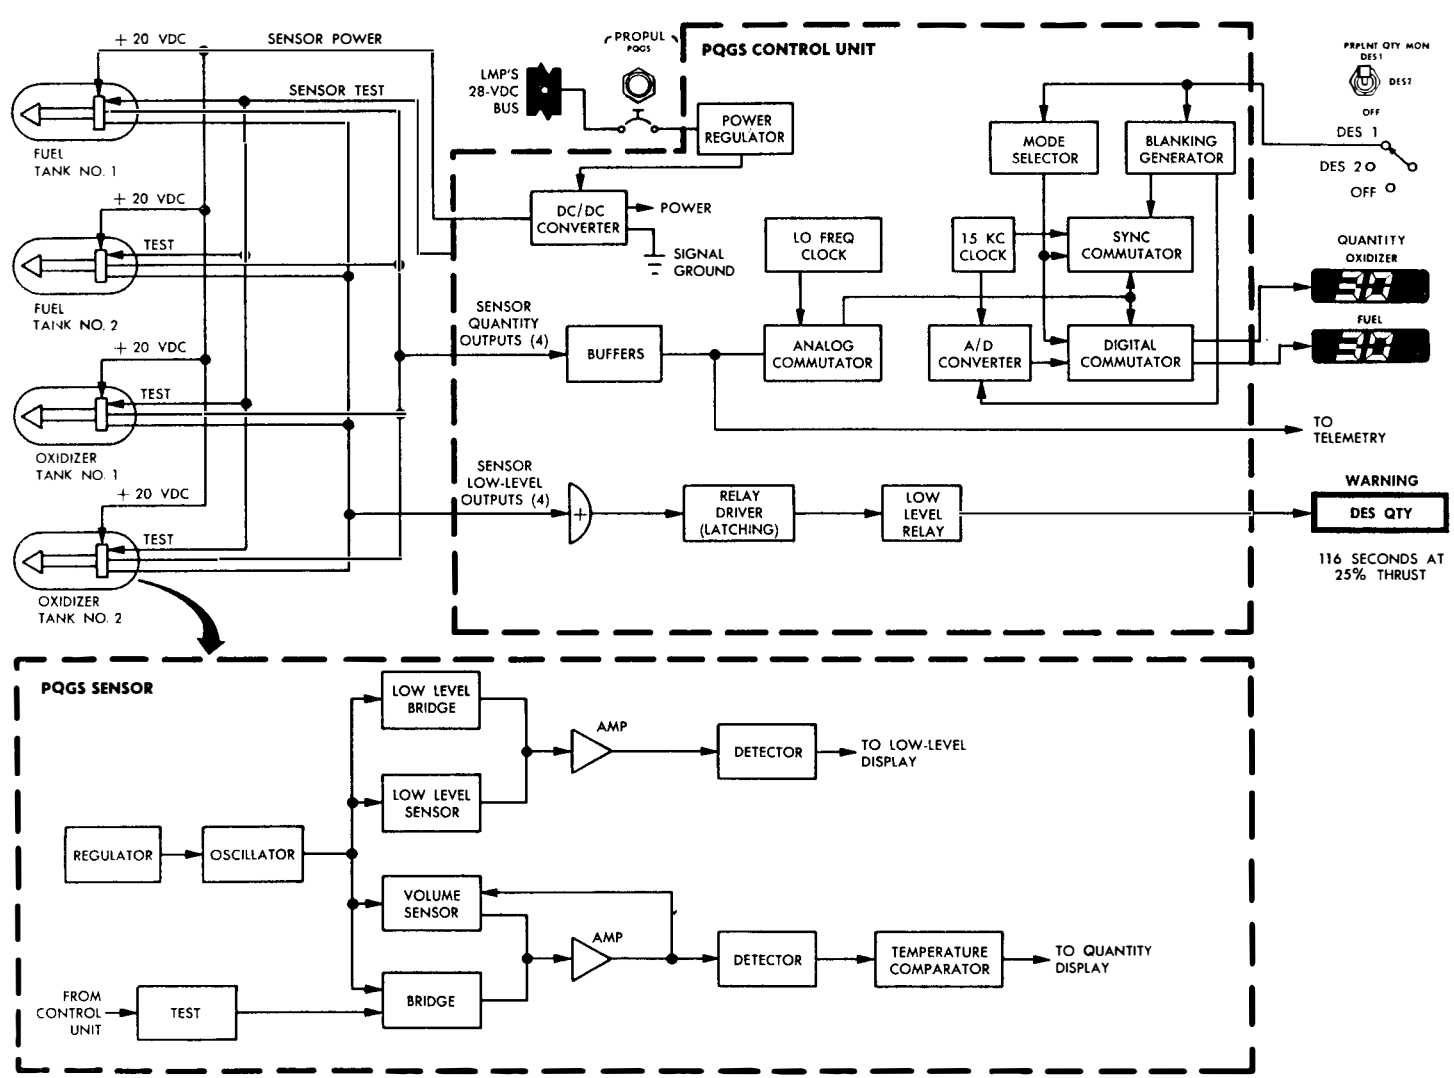 + 20 VDC
SENSOR POWER
SENSOR TEST
FUEL
TANK NO. 1
+ 20 VDC
TEST
FUEL
TANK NO. 2
+ 20 VDC
TEST
OXIDIZER
TANK NO. 1
+ 20 VDC
TEST
OXIDIZER
TANK NO. 2
LMP'S
28-VDC
BUS
PROPUL
PQGS
PQGS CONTROL UNIT
POWER
REGULATOR
DC/DC
CONVERTER
POWER
SIGNAL
GROUND
MODE
SELECTOR
BLANKING
GENERATOR
LO FREQ
CLOCK
15 KC
CLOCK
SYNC
COMMUTATOR
SENSOR
QUANTITY
OUTPUTS (4)
BUFFERS
ANALOG
COMMUTATOR
A/D
CONVERTER
DIGITAL
COMMUTATOR
SENSOR
LOW-LEVEL
OUTPUTS (4)
+
RELAY
DRIVER
(LATCHING)
LOW
LEVEL
RELAY
PRPLNT QTY MON
DES 1
DES 2
OFF
DES 1
DES 2
OFF
QUANTITY
OXIDIZER
30
FUEL
30
TO
TELEMETRY
WARNING
DES QTY
116 SECONDS AT
25% THRUST
PQGS SENSOR
LOW LEVEL
BRIDGE
LOW LEVEL
SENSOR
AMP
DETECTOR
TO LOW-LEVEL
DISPLAY
REGULATOR
OSCILLATOR
VOLUME
SENSOR
AMP
DETECTOR
TEMPERATURE
COMPARATOR
TO QUANTITY
DISPLAY
FROM
CONTROL
UNIT
TEST
BRIDGE